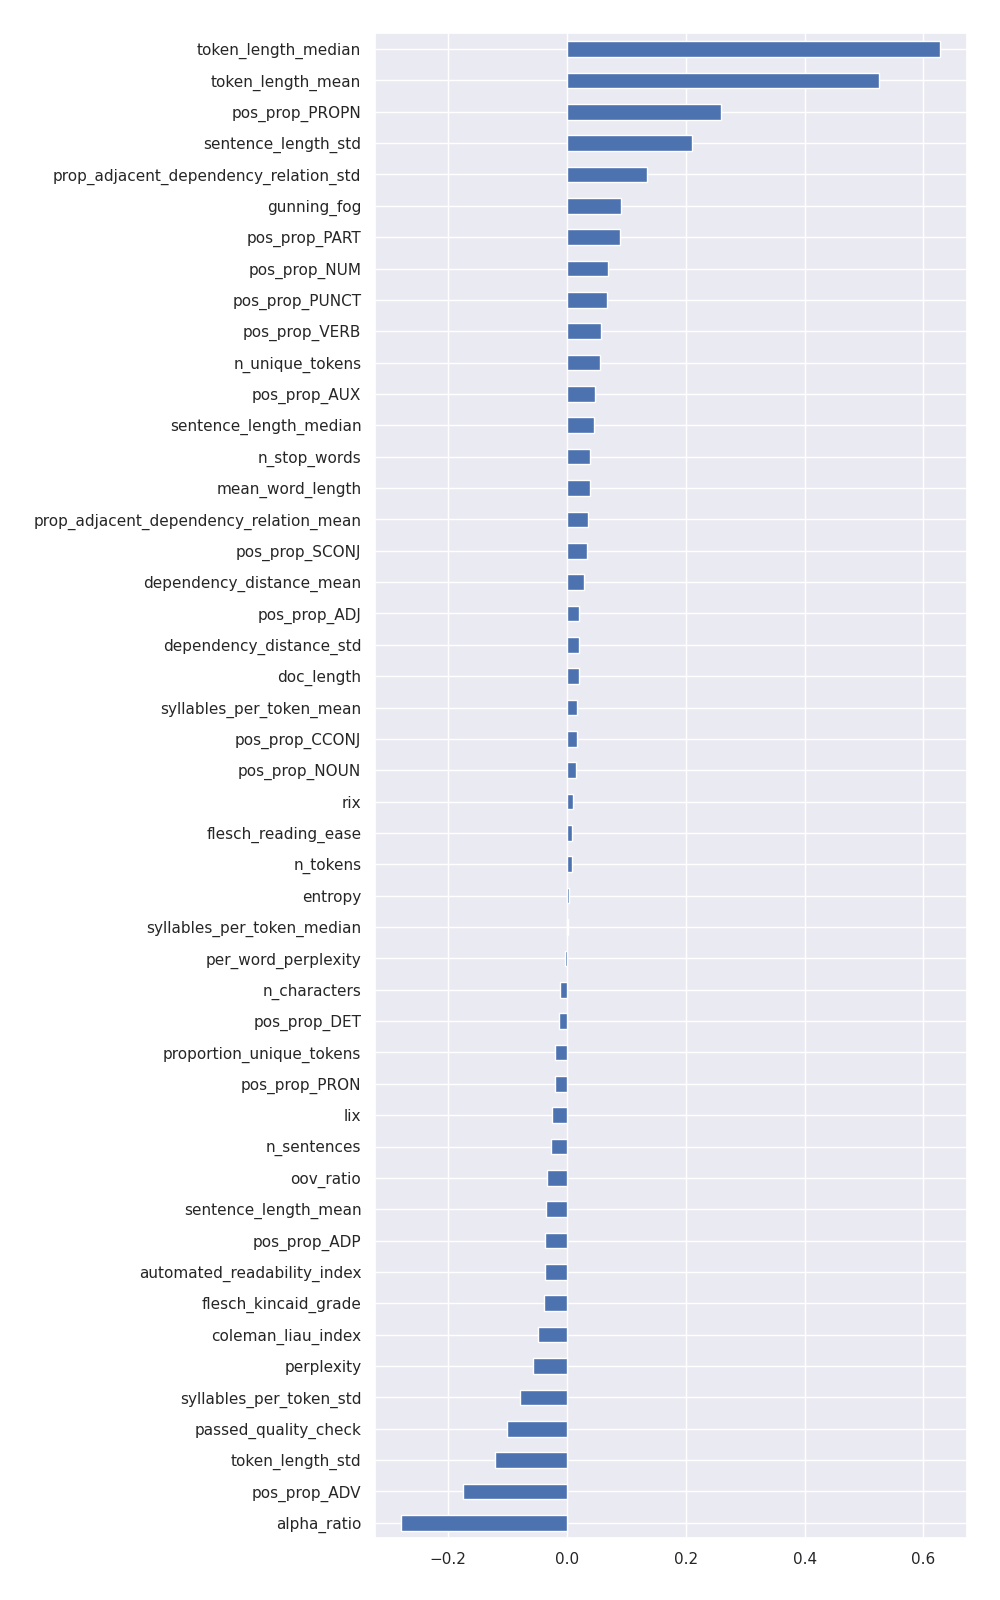 token_length_median
token_length_mean
pos_prop_PROPN
sentence_length_std
prop_adjacent_dependency_relation_std
gunning_fog
pos_prop_PART
pos_prop_NUM
pos_prop_PUNCT
pos_prop_VERB
n_unique_tokens
pos_prop_AUX
sentence_length_median
n_stop_words
mean_word_length
prop_adjacent_dependency_relation_mean
pos_prop_SCONJ
dependency_distance_mean
pos_prop_ADJ
dependency_distance_std
doc_length
syllables_per_token_mean
pos_prop_CCONJ
pos_prop_NOUN
rix
flesch_reading_ease
n_tokens
entropy
syllables_per_token_median
per_word_perplexity
n_characters
pos_prop_DET
proportion_unique_tokens
pos_prop_PRON
lix
n_sentences
oov_ratio
sentence_length_mean
pos_prop_ADP
automated_readability_index
flesch_kincaid_grade
coleman_liau_index
perplexity
syllables_per_token_std
passed_quality_check
token_length_std
pos_prop_ADV
alpha_ratio
−0.2 0.0 0.2 0.4 0.6